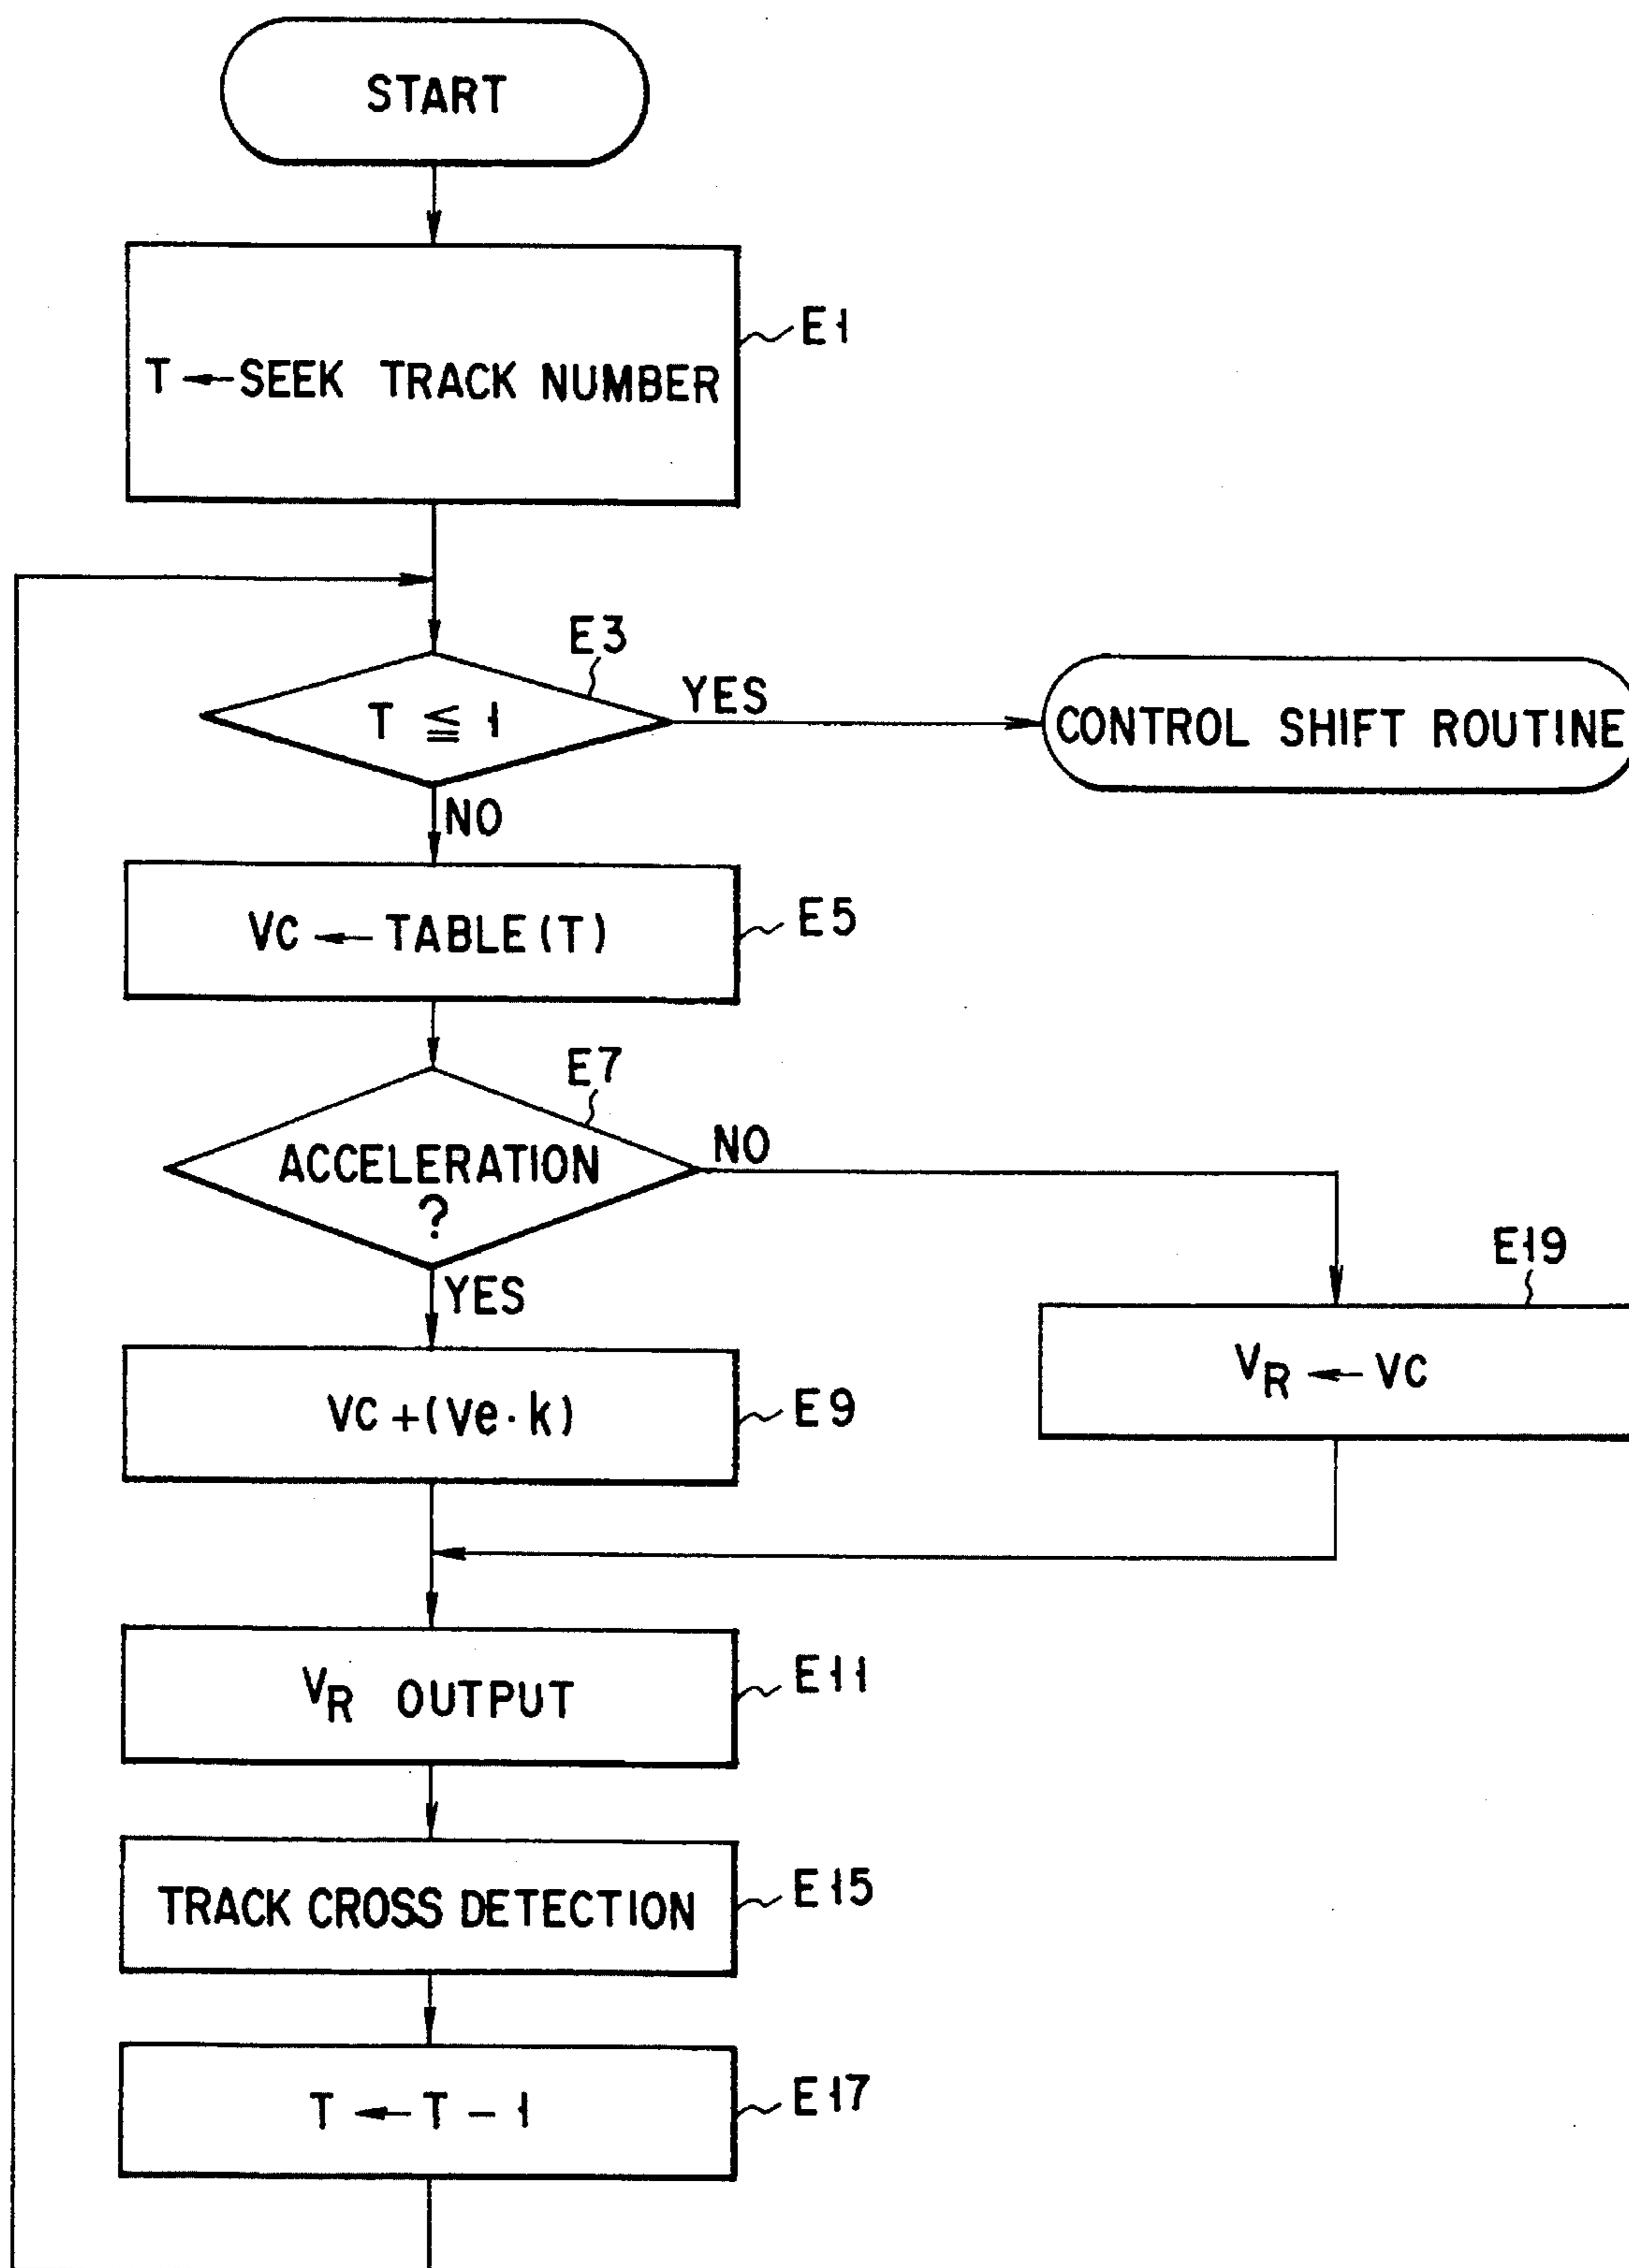 START
T ← SEEK TRACK NUMBER
E1
E3
T ≦ 1
YES
CONTROL SHIFT ROUTINE
NO
VC ← TABLE(T)
E5
E7
ACCELERATION
?
NO
YES
E19
VR ← VC
VC+(Ve·k)
E9
VR OUTPUT
E11
TRACK CROSS DETECTION
E15
T ← T - 1
E17